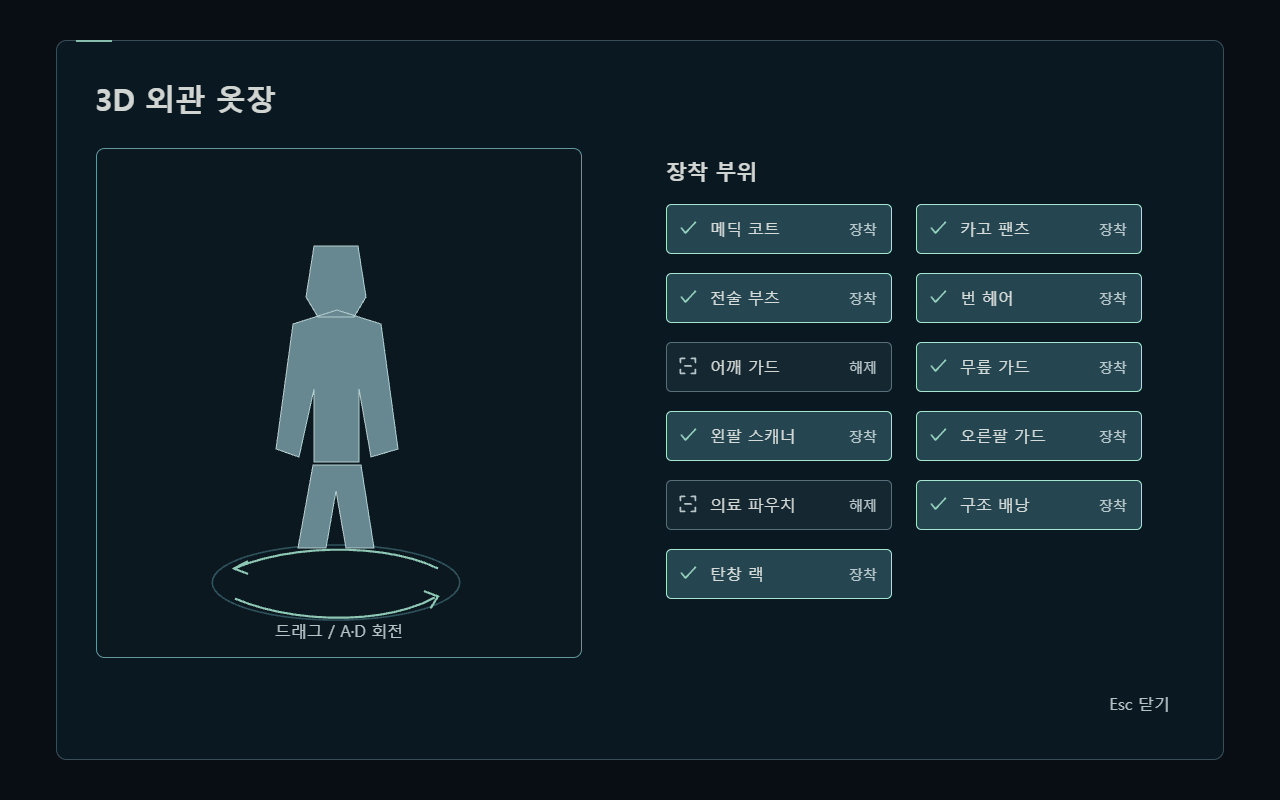 3D 외관 옷장
드래그 / A·D 회전
장착 부위
메딕 코트 장착
카고 팬츠 장착
전술 부츠 장착
번 헤어 장착
어깨 가드 해제
무릎 가드 장착
왼팔 스캐너 장착
오른팔 가드 장착
의료 파우치 해제
구조 배낭 장착
탄창 랙 장착
Esc 닫기